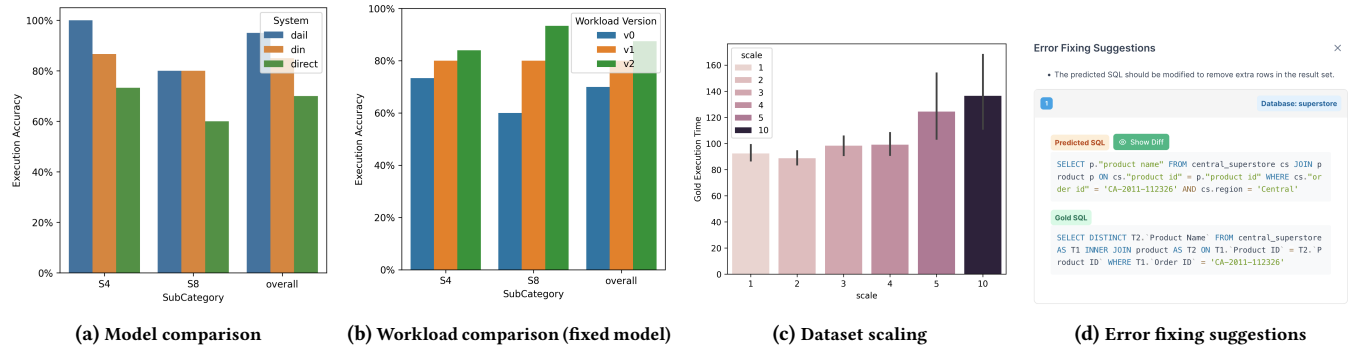 100%
80%
60%
40%
20%
0%
Execution Accuracy
S4
S8
overall
SubCategory
System
dail
din
direct
(a) Model comparison
100%
80%
60%
40%
20%
0%
Execution Accuracy
S4
S8
overall
SubCategory
Workload Version
v0
v1
v2
(b) Workload comparison (fixed model)
160
140
120
100
80
60
40
20
0
Gold Execution Time
1
2
3
4
5
10
scale
scale
1
2
3
4
5
10
(c) Dataset scaling
Error Fixing Suggestions
• The predicted SQL should be modified to remove extra rows in the result set.
1
Database: superstore
Predicted SQL
Show Diff
SELECT p."product name" FROM central_superstore cs JOIN p
roduct p ON cs."product id" = p."product id" WHERE cs."or
der id" = 'CA-2011-112326' AND cs.region = 'Central'
Gold SQL
SELECT DISTINCT T2.`Product Name` FROM central_superstore
AS T1 INNER JOIN product AS T2 ON T1.`Product ID` = T2.`P
roduct ID` WHERE T1.`Order ID` = 'CA-2011-112326'
(d) Error fixing suggestions